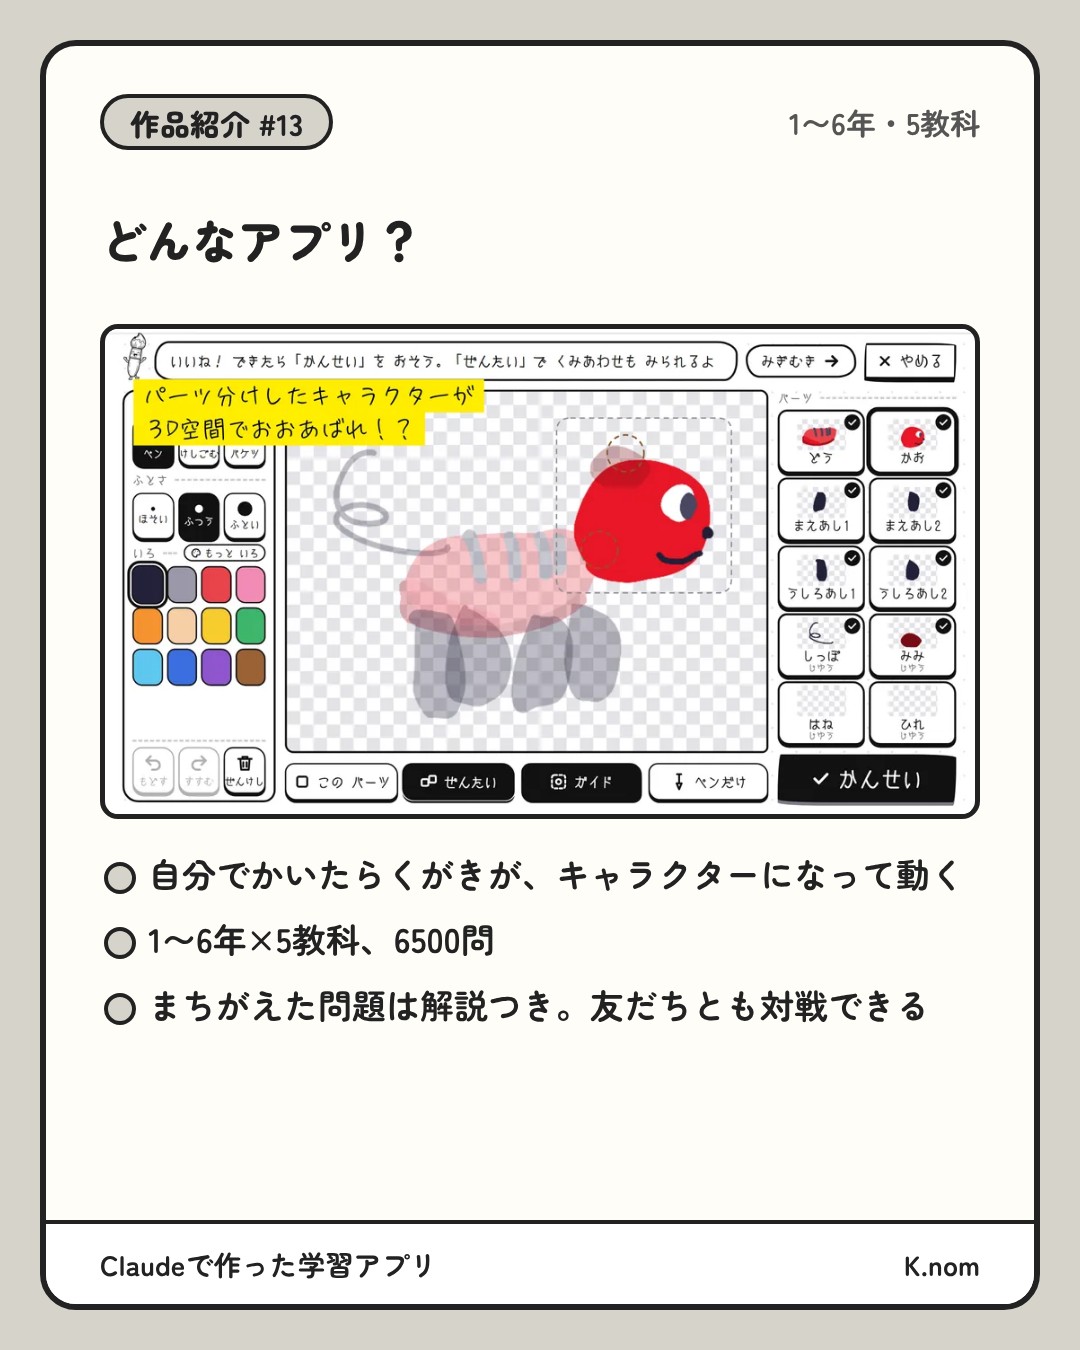 作品紹介 #13
1〜6年・5教科
どんなアプリ？
いいね！ できたら「かんせい」を おそう。「ぜんたい」で くみあわせも みられるよ
みぎむき →
× やめる
パーツ分けしたキャラクターが
3D空間でおおあばれ！？
ペン
けしごむ
バケツ
ふとさ
ほそい
ふつう
ふとい
いろ
もっと いろ
もどす
すすむ
ぜんけし
この パーツ
ぜんたい
ガイド
ペンだけ
パーツ
どう
かお
まえあし1
まえあし2
うしろあし1
うしろあし2
しっぽ
じゆう
みみ
じゆう
はね
じゆう
ひれ
じゆう
かんせい
自分でかいたらくがきが、キャラクターになって動く
1〜6年×5教科、6500問
まちがえた問題は解説つき。友だちとも対戦できる
Claudeで作った学習アプリ
K.nom